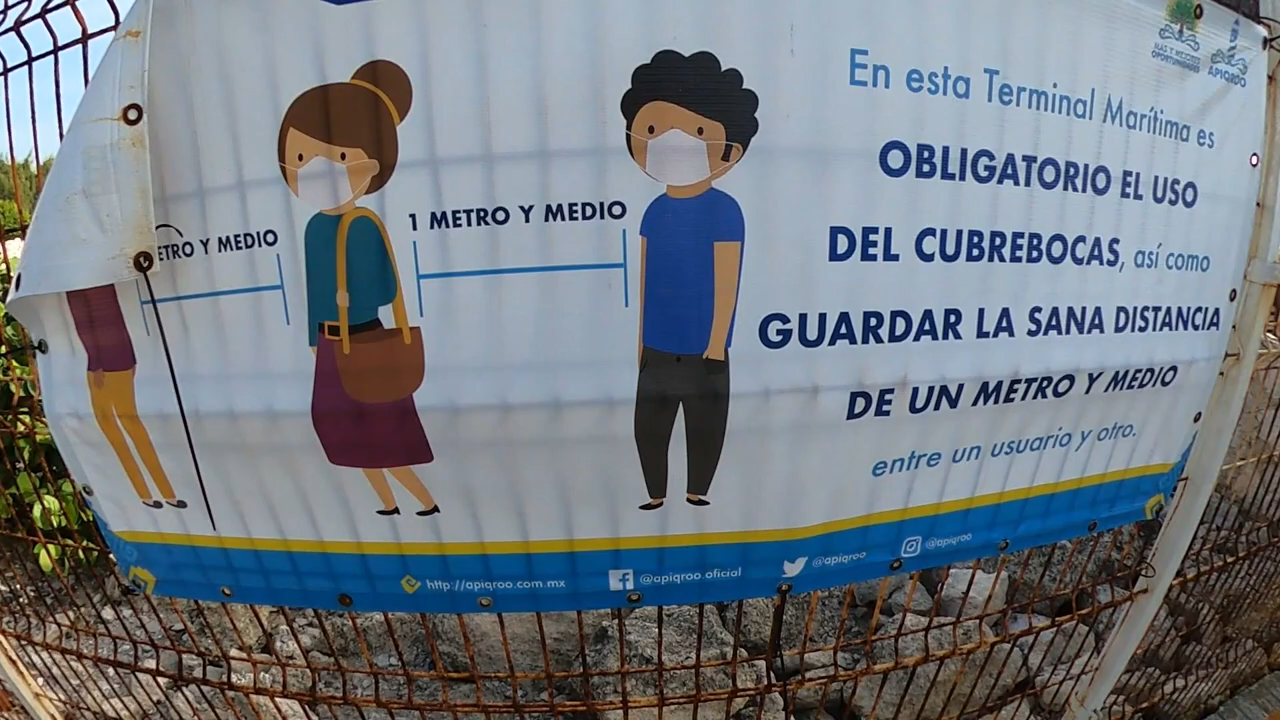 MÁS Y MEJORES
OPORTUNIDADES
APIQROO
En esta Terminal Marítima es
OBLIGATORIO EL USO
DEL CUBREBOCAS, así como
GUARDAR LA SANA DISTANCIA
DE UN METRO Y MEDIO
entre un usuario y otro.
ETRO Y MEDIO
1 METRO Y MEDIO
http://apiqroo.com.mx
@apiqroo.oficial
@apiqroo
@apiqroo